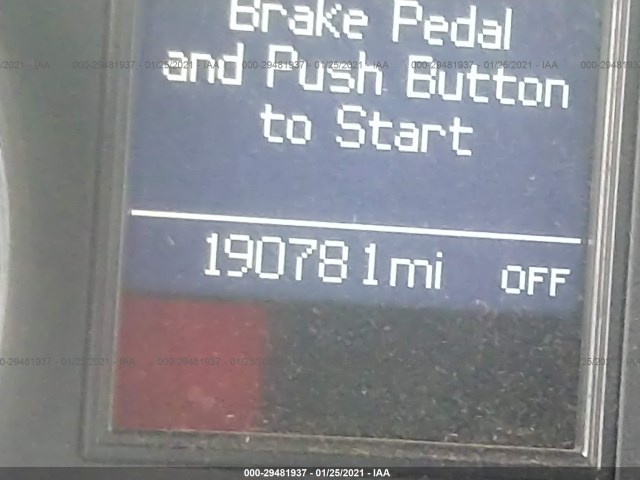 Brake Pedal
and Push Button
to Start
190781mi OFF
000-29481937 - 01/25/2021 - IAA